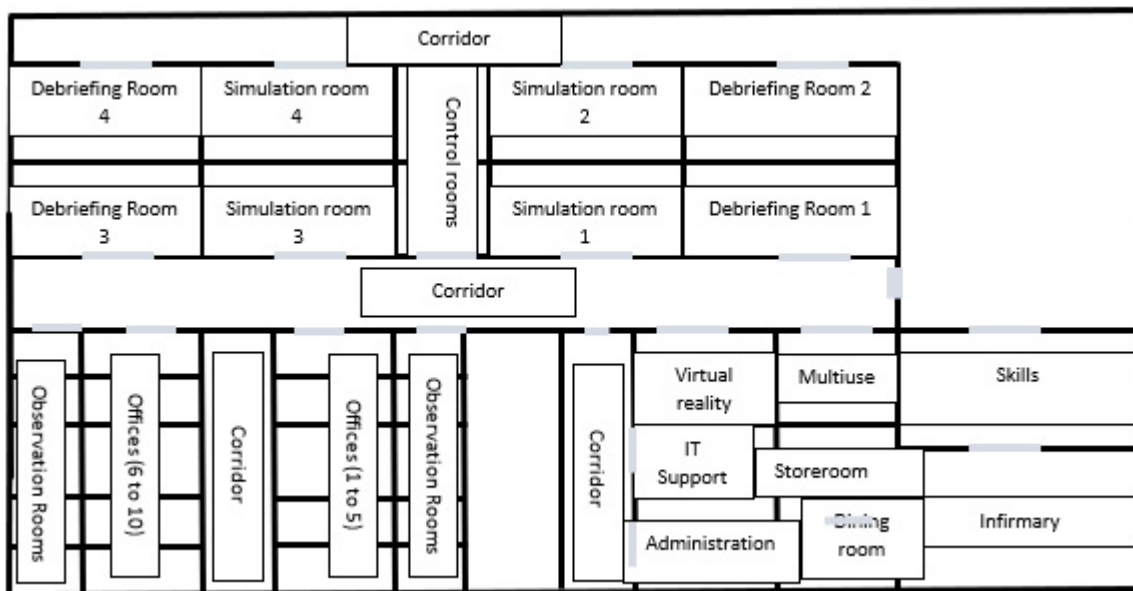 Corridor
Debriefing Room
4
Simulation room
4
Control rooms
Simulation room
2
Debriefing Room 2
Debriefing Room
3
Simulation room
3
Simulation room
1
Debriefing Room 1
Corridor
Observation Rooms
Offices (6 to 10)
Corridor
Offices (1 to 5)
Observation Rooms
Corridor
Virtual
reality
Multiuse
Skills
IT
Support
Storeroom
Administration
Dining
room
Infirmary